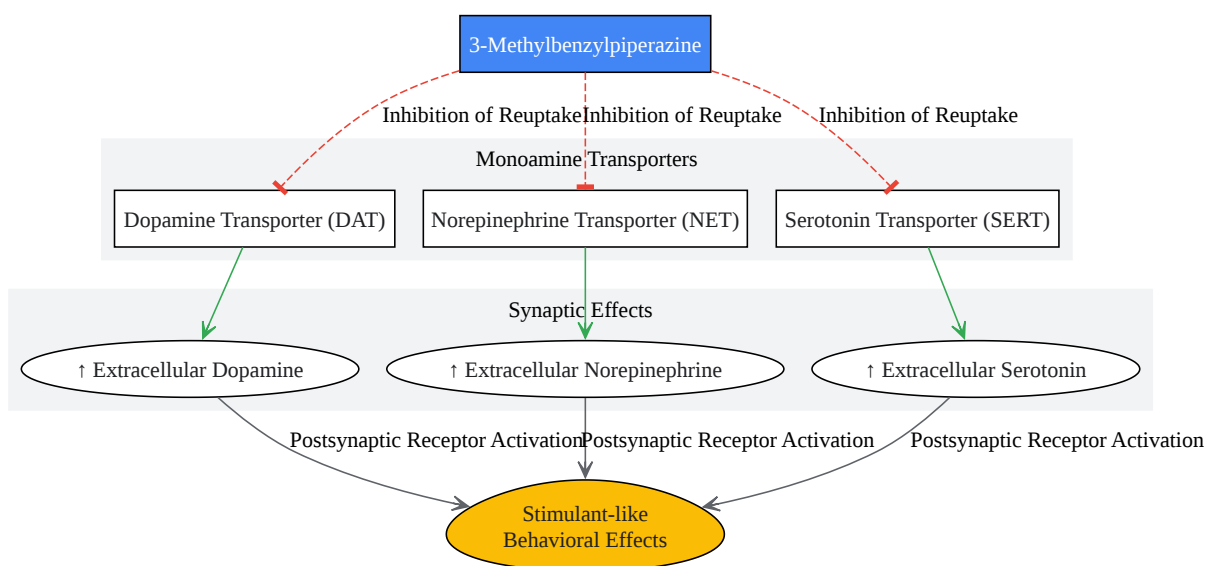 3-Methylbenzylpiperazine
Inhibition of Reuptake
Inhibition of Reuptake
Inhibition of Reuptake
Monoamine Transporters
Dopamine Transporter (DAT)
Norepinephrine Transporter (NET)
Serotonin Transporter (SERT)
Synaptic Effects
↑ Extracellular Dopamine
↑ Extracellular Norepinephrine
↑ Extracellular Serotonin
Postsynaptic Receptor Activation
Postsynaptic Receptor Activation
Postsynaptic Receptor Activation
Stimulant-like
Behavioral Effects